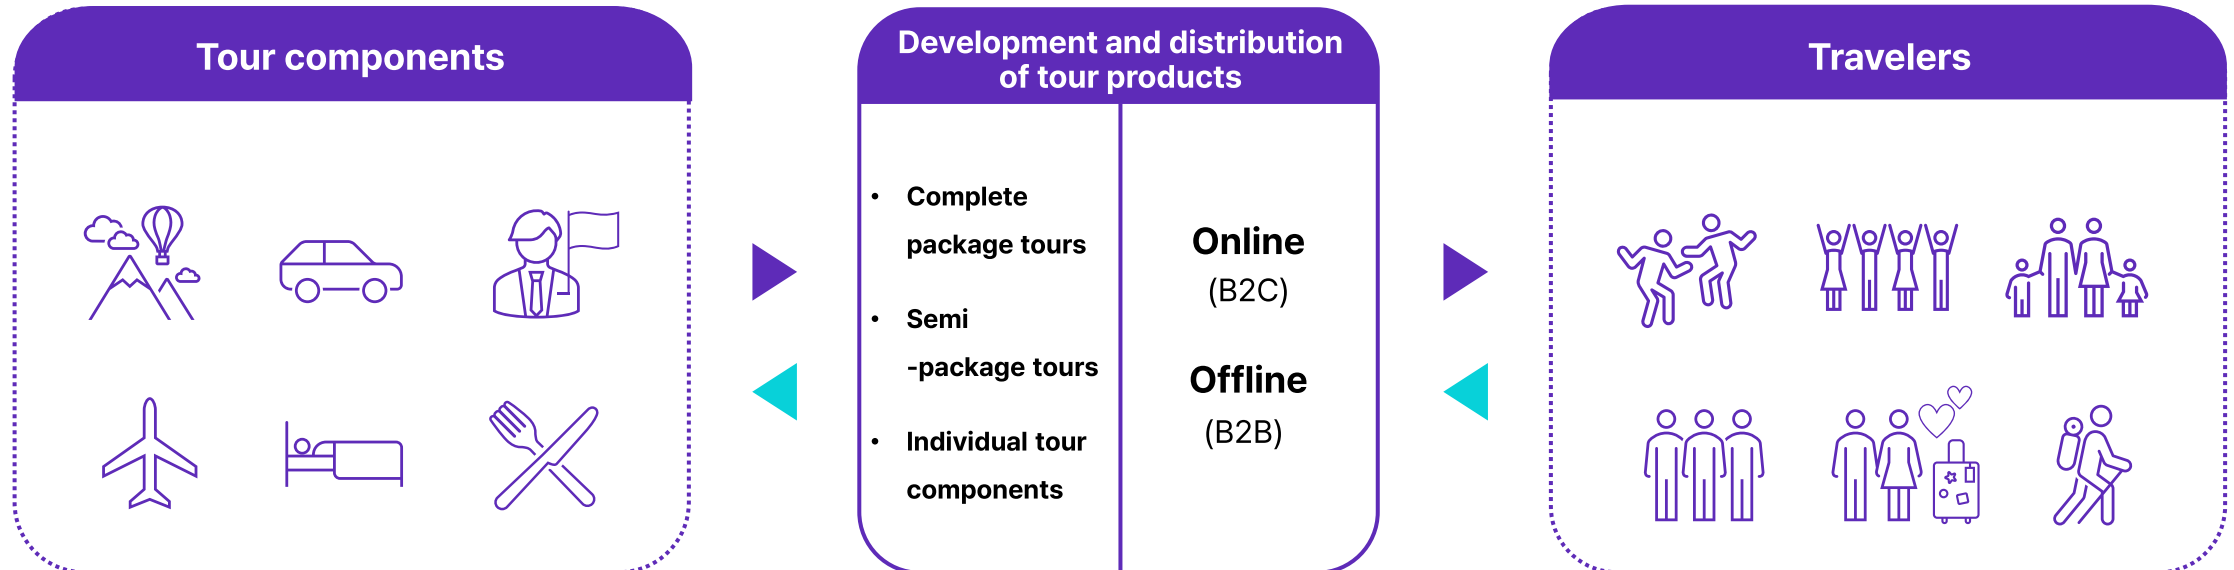 Tour components
Development and distribution
of tour products
• Complete
package tours
• Semi
-package tours
• Individual tour
components
Online
(B2C)
Offline
(B2B)
Travelers